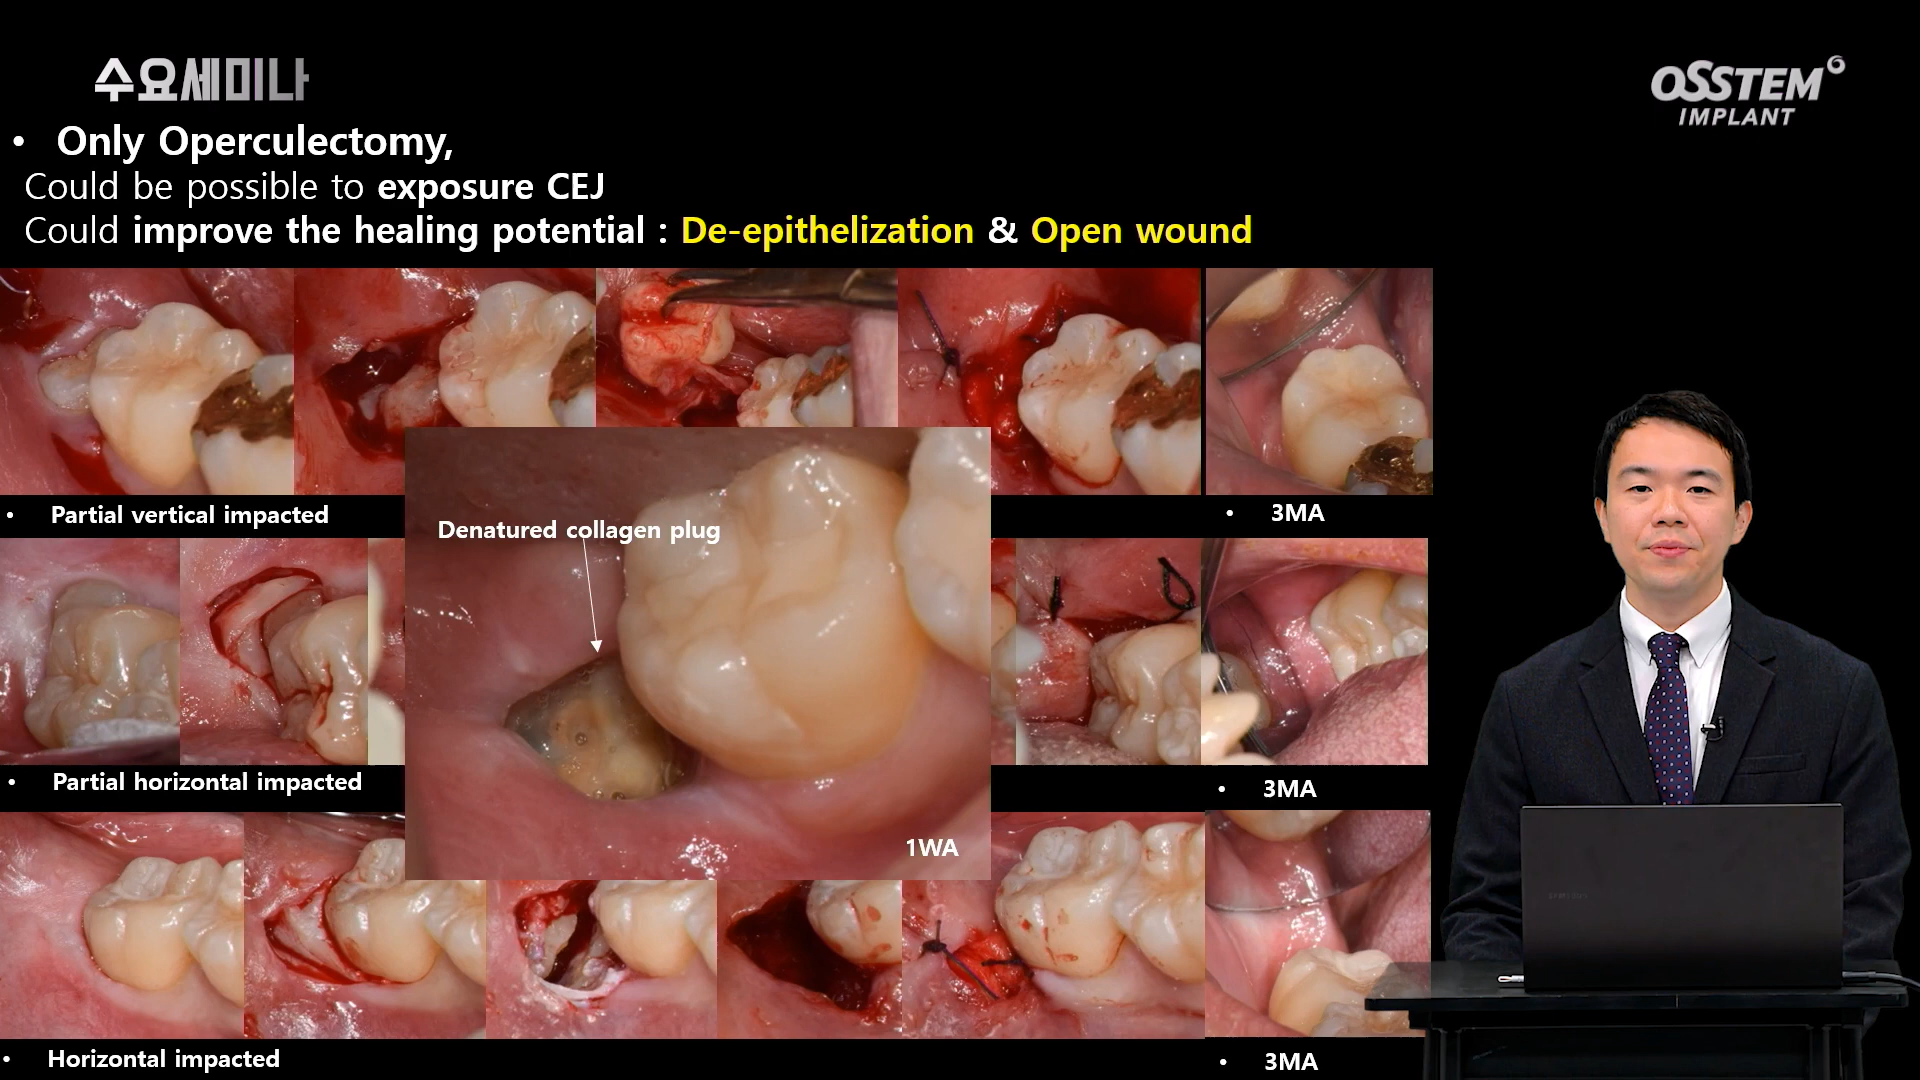 수요세미나
OSSTEM
IMPLANT
• Only Operculectomy,
Could be possible to exposure CEJ
Could improve the healing potential : De-epithelization & Open wound
• Partial vertical impacted
• 3MA
Denatured collagen plug
1WA
• Partial horizontal impacted
• 3MA
• Horizontal impacted
• 3MA